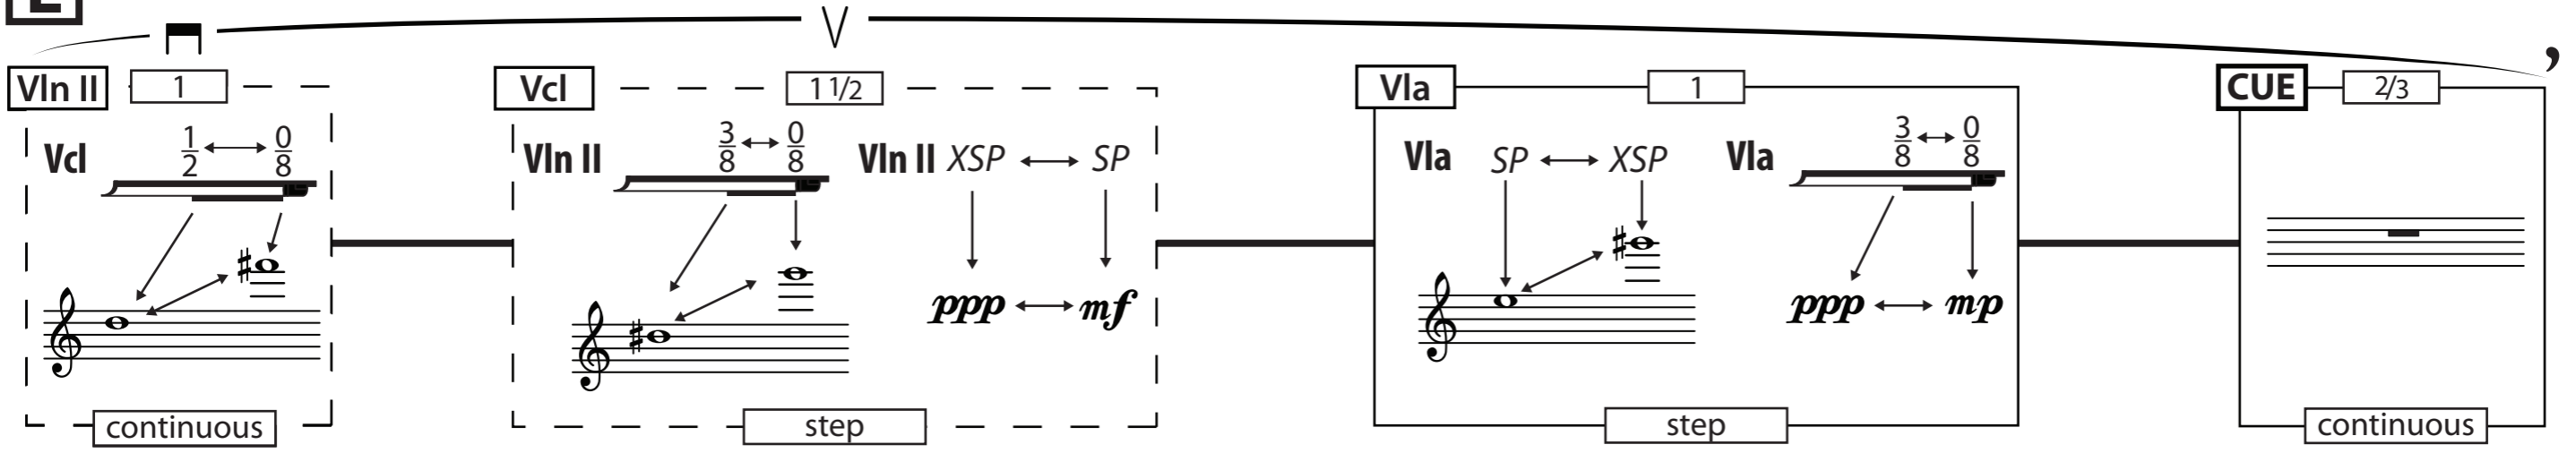 E
Vln II 1 Vcl 1 1/2 Vla 1 CUE 2/3
Vcl 1/2 0/8 Vln II 3/8 0/8 Vln II XSP SP Vla SP XSP Vla 3/8 0/8
ppp mf ppp mp
continuous step step continuous